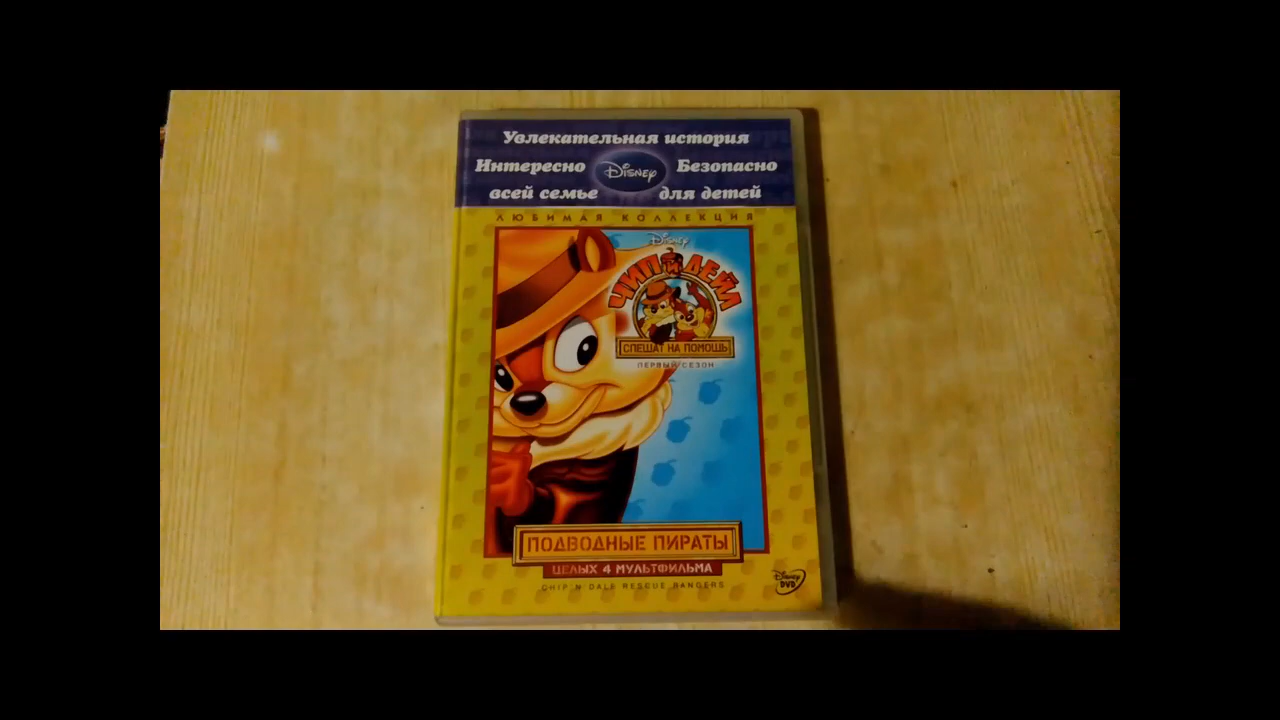 Увлекательная история
Интересно Disney Безопасно
всей семье для детей
ЛЮБИМАЯ КОЛЛЕКЦИЯ
Disney
ЧИП И ДЕЙЛ
СПЕШАТ НА ПОМОЩЬ
ПЕРВЫЙ СЕЗОН
ПОДВОДНЫЕ ПИРАТЫ
ЦЕЛЫХ 4 МУЛЬТФИЛЬМА
CHIP'N DALE RESCUE RANGERS
Disney
DVD